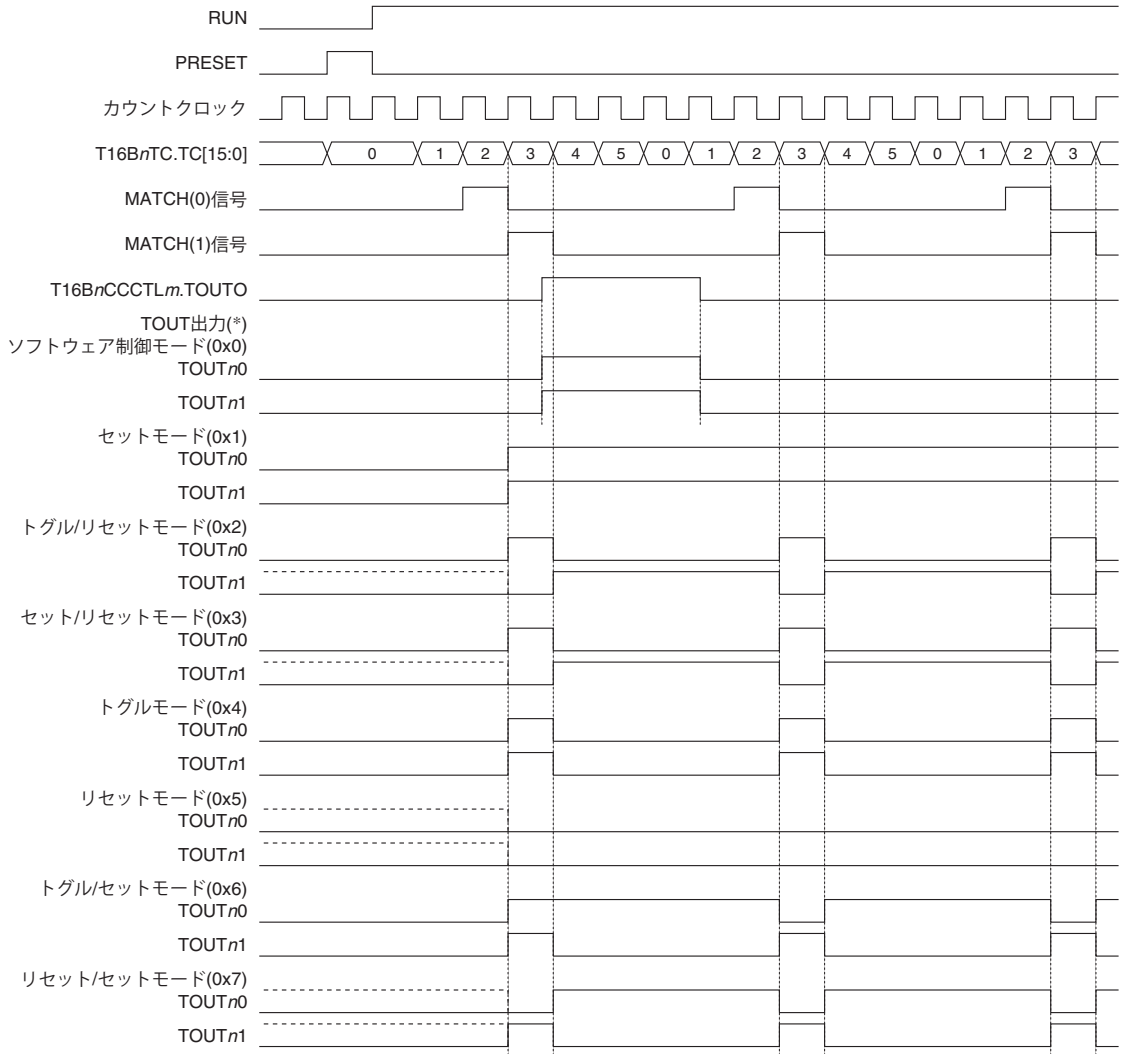 RUN
PRESET
カウントクロック
T16BnTC.TC[15:0] 0 1 2 3 4 5 0 1 2 3 4 5 0 1 2 3
MATCH(0)信号
MATCH(1)信号
T16BnCCCTLm.TOUTO
TOUT出力(*)
ソフトウェア制御モード(0x0)
TOUTn0
TOUTn1
セットモード(0x1)
TOUTn0
TOUTn1
トグル/リセットモード(0x2)
TOUTn0
TOUTn1
セット/リセットモード(0x3)
TOUTn0
TOUTn1
トグルモード(0x4)
TOUTn0
TOUTn1
リセットモード(0x5)
TOUTn0
TOUTn1
トグル/セットモード(0x6)
TOUTn0
TOUTn1
リセット/セットモード(0x7)
TOUTn0
TOUTn1